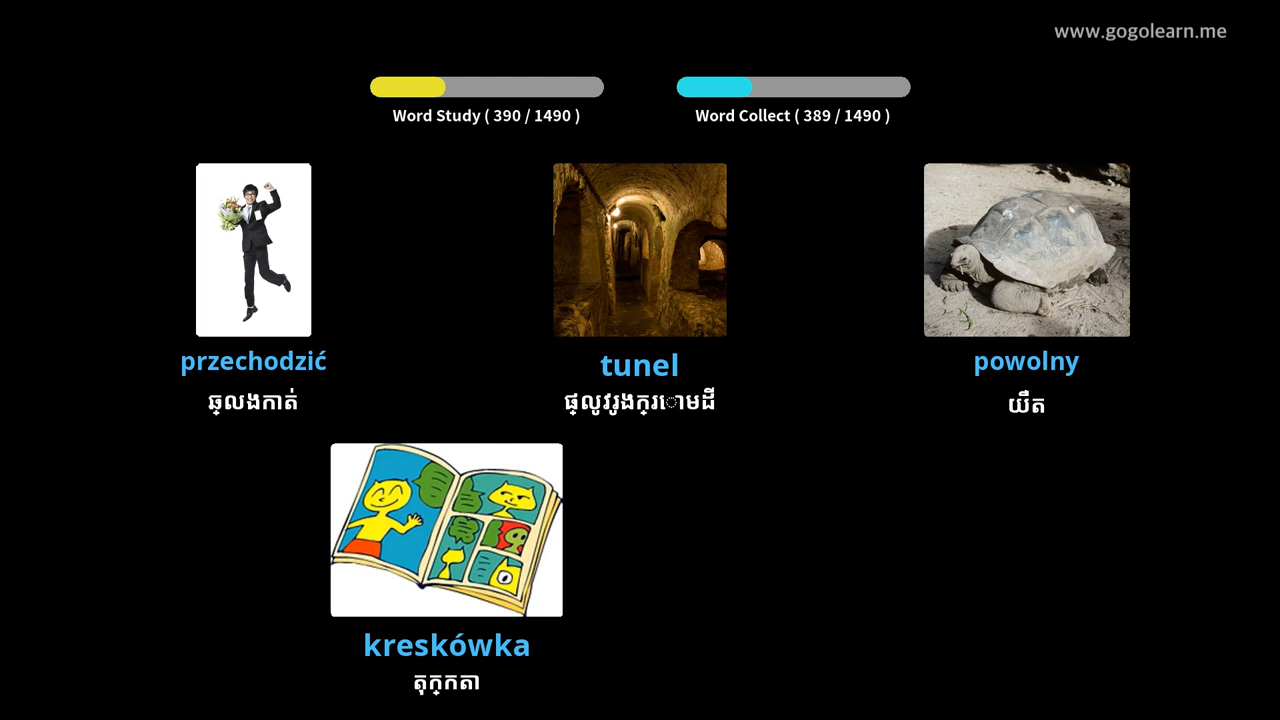 www.gogolearn.me
Word Study ( 390 / 1490 )
Word Collect ( 389 / 1490 )
przechodzić
ឆ្លងកាត់
tunel
ផ្លូវរូងក្រោមដី
powolny
យឺត
kreskówka
តុក្កតា